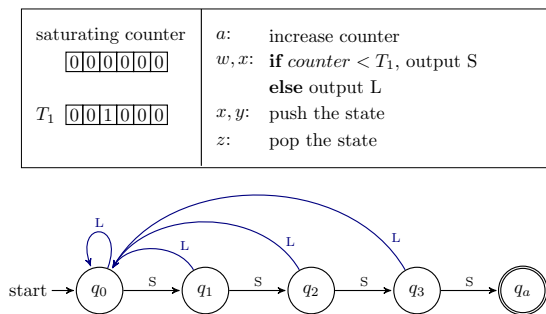 saturating counter
0 0 0 0 0 0
T₁ 0 0 1 0 0 0
a: increase counter
w, x: if counter < T₁, output S
else output L
x, y: push the state
z: pop the state
L L L L
start q₀ S q₁ S q₂ S q₃ S qₐ